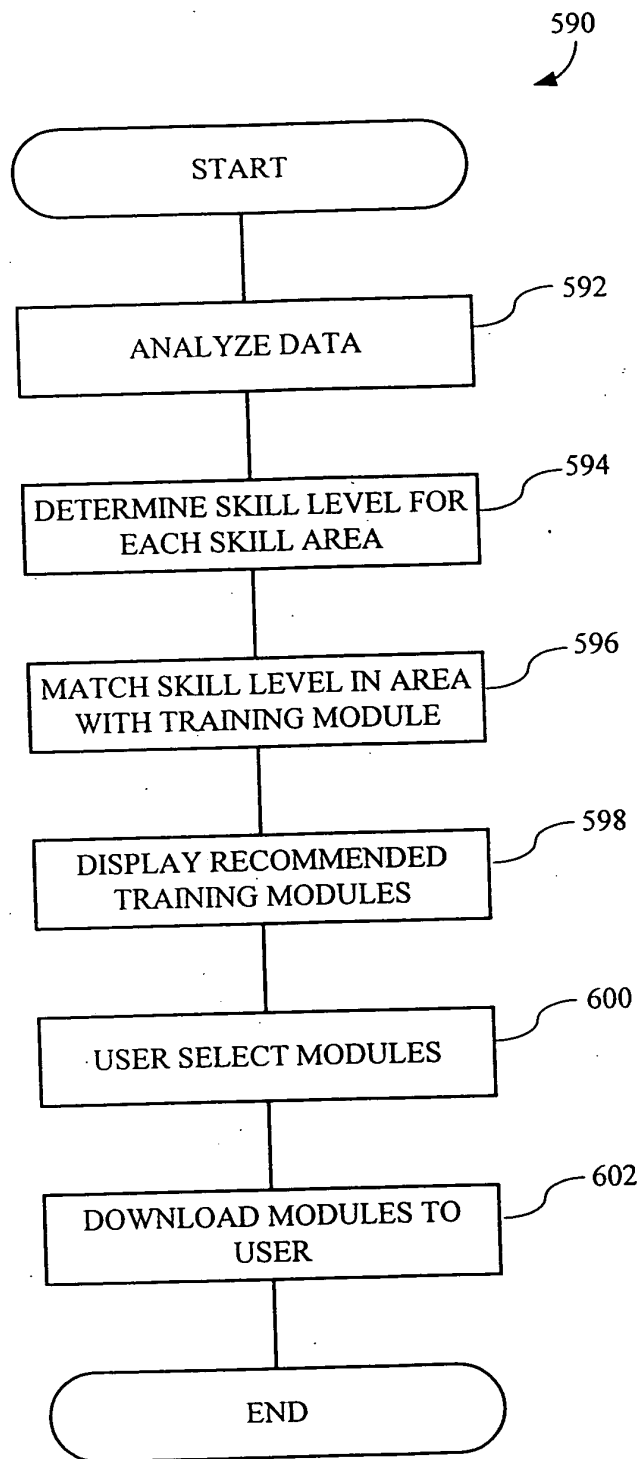 590
START
592
ANALYZE DATA
594
DETERMINE SKILL LEVEL FOR
EACH SKILL AREA
596
MATCH SKILL LEVEL IN AREA
WITH TRAINING MODULE
598
DISPLAY RECOMMENDED
TRAINING MODULES
600
USER SELECT MODULES
602
DOWNLOAD MODULES TO
USER
END